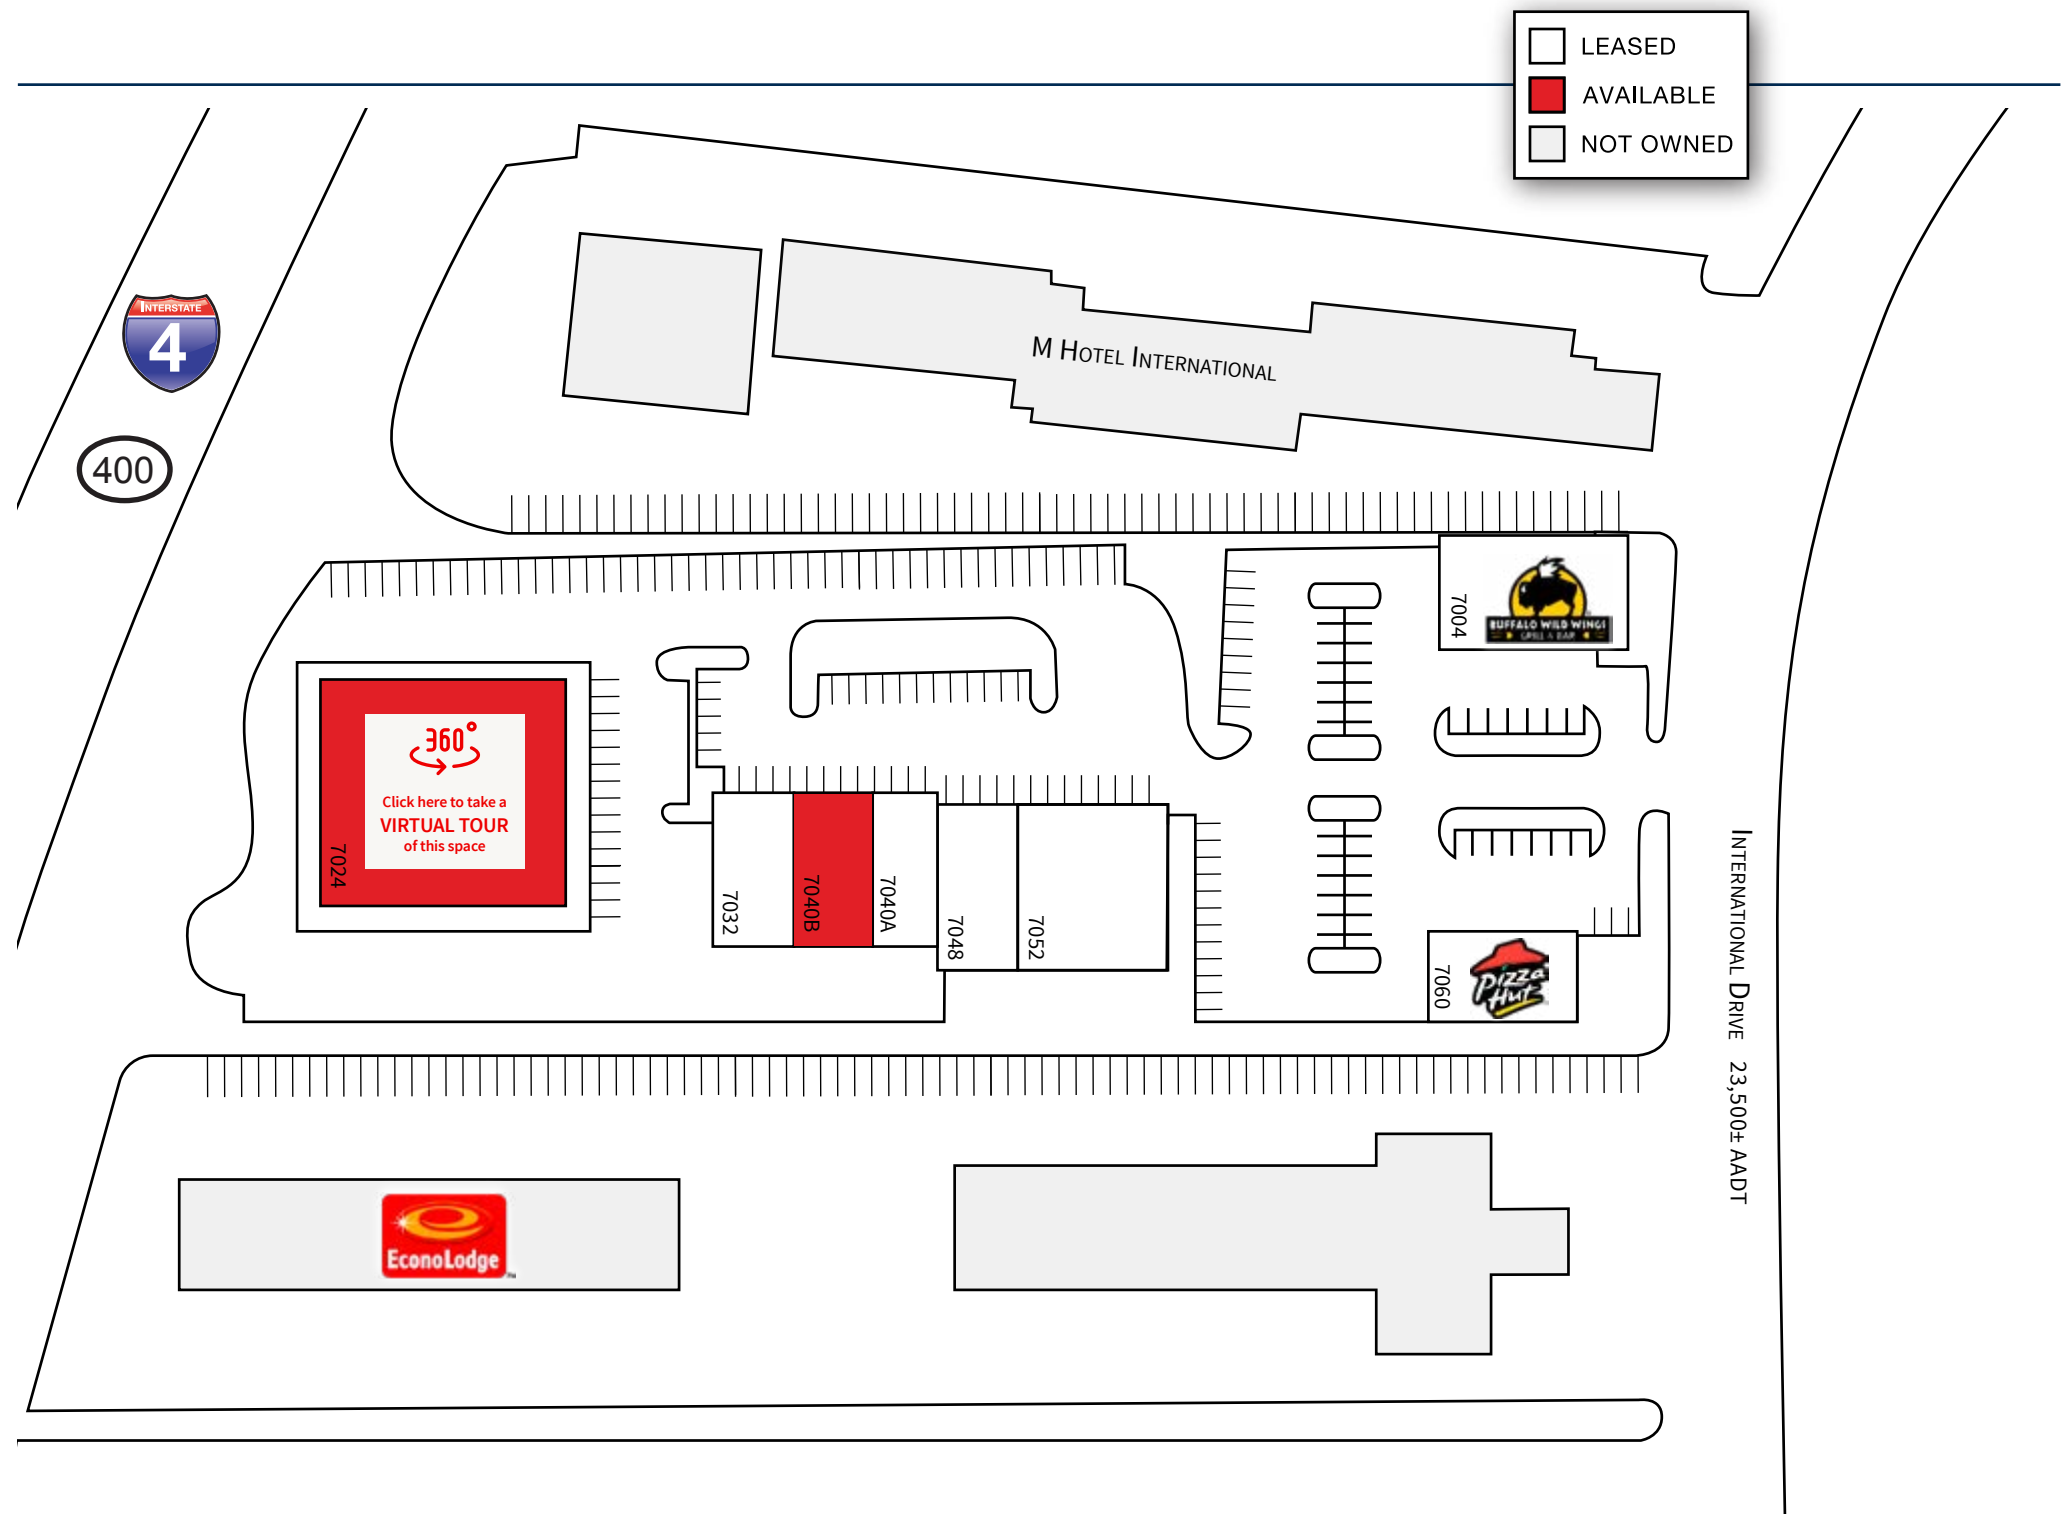 LEASED
AVAILABLE
NOT OWNED
INTERSTATE
4
400
M HOTEL INTERNATIONAL
7004
BUFFALO WILD WINGS
GRILL & BAR
360°
Click here to take a
VIRTUAL TOUR
of this space
7024
7032
7040B
7040A
7048
7052
7060
Pizza
Hut
INTERNATIONAL DRIVE 23,500± AADT
EconoLodge